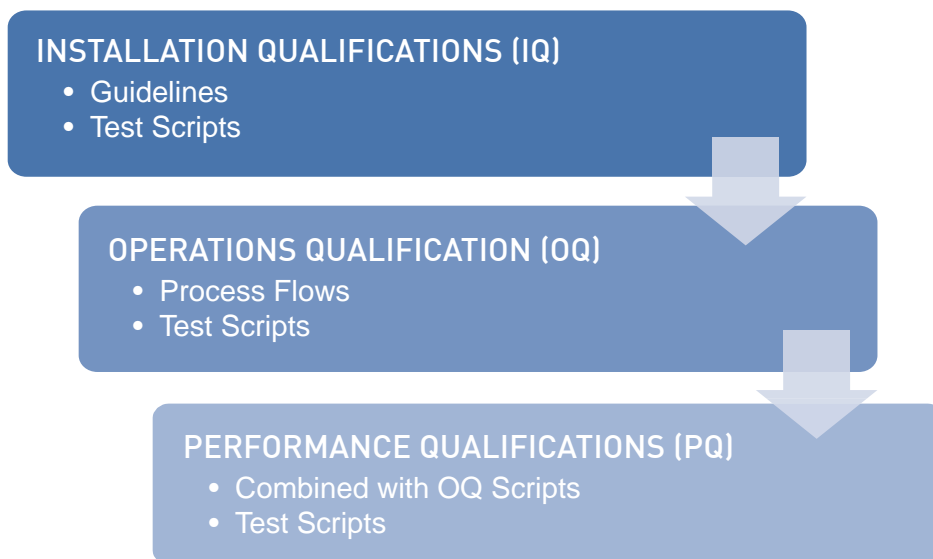 INSTALLATION QUALIFICATIONS (IQ)
• Guidelines
• Test Scripts
OPERATIONS QUALIFICATION (OQ)
• Process Flows
• Test Scripts
PERFORMANCE QUALIFICATIONS (PQ)
• Combined with OQ Scripts
• Test Scripts